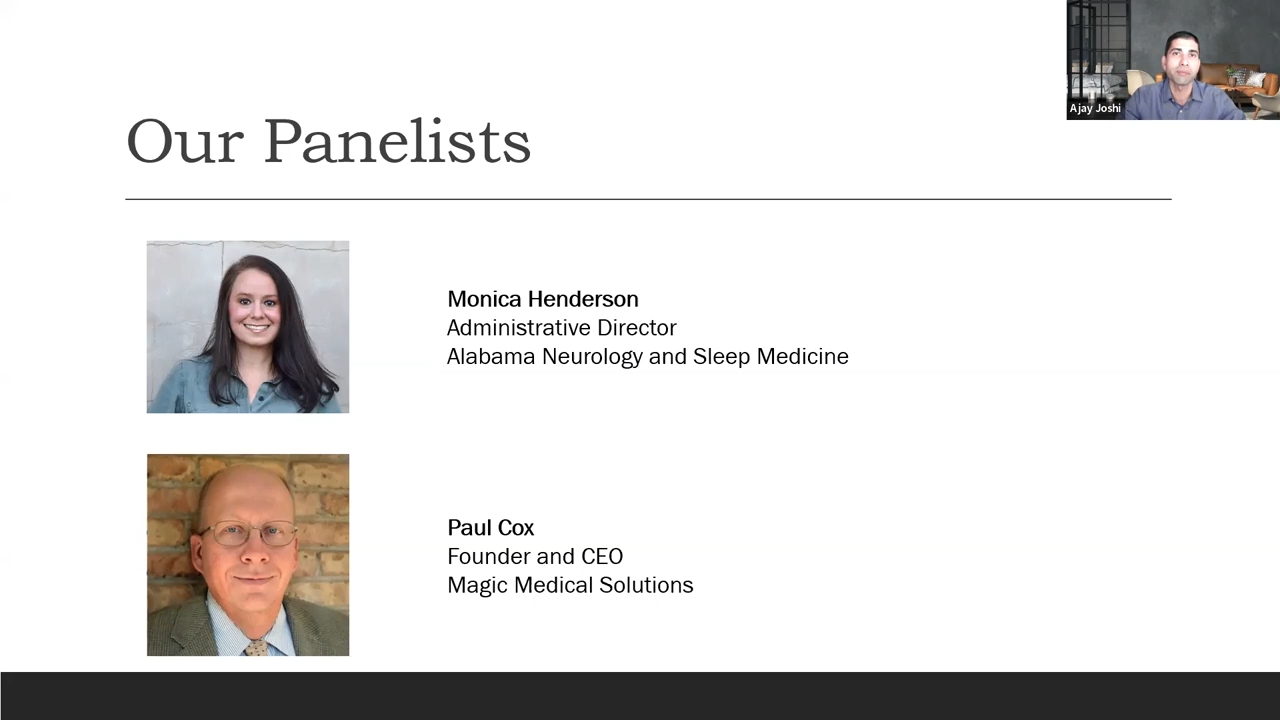 Ajay Joshi
Our Panelists
Monica Henderson
Administrative Director
Alabama Neurology and Sleep Medicine
Paul Cox
Founder and CEO
Magic Medical Solutions